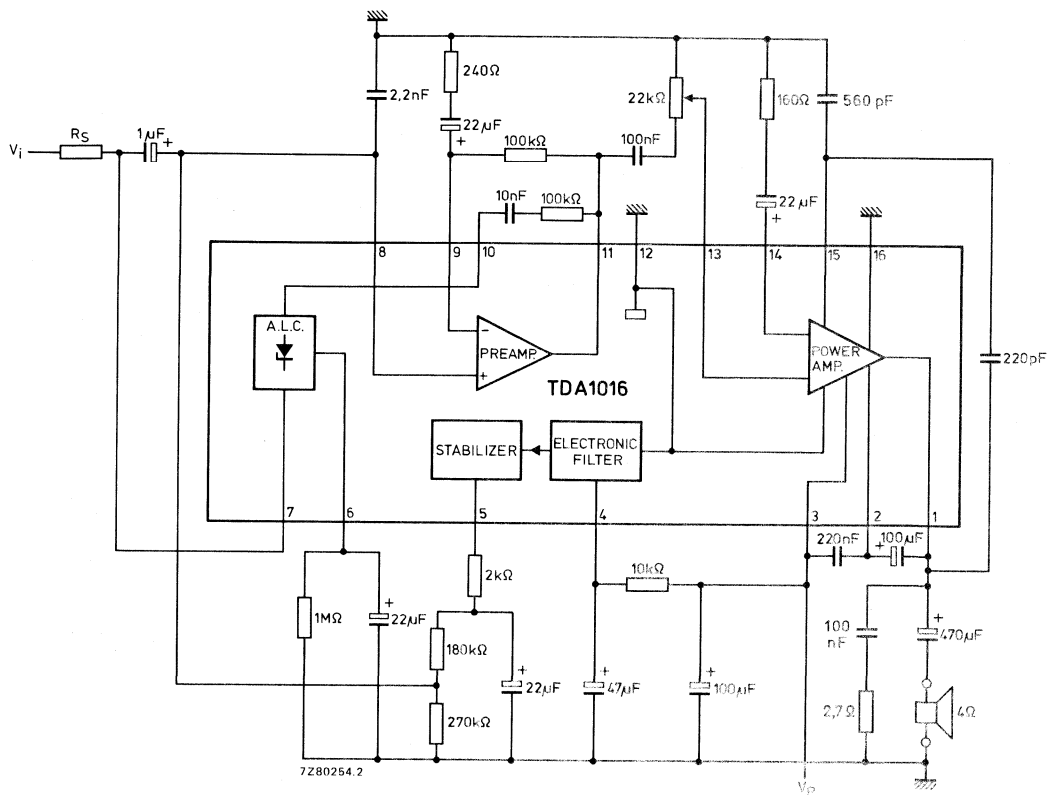 240Ω
2,2nF
22kΩ
160Ω
560 pF
RS
1µF
+
22µF
+
100kΩ
100nF
Vi
10nF
100kΩ
22µF
+
8
9
10
11
12
13
14
15
16
A.L.C.
−
PREAMP.
+
POWER
AMP.
220pF
TDA1016
STABILIZER
ELECTRONIC
FILTER
7
6
5
4
3
2
1
220nF
+
100µF
2kΩ
10kΩ
1MΩ
+
22µF
180kΩ
100
nF
+
470µF
+
22µF
+
47µF
+
100µF
270kΩ
2,7Ω
4Ω
7Z80254.2
VP